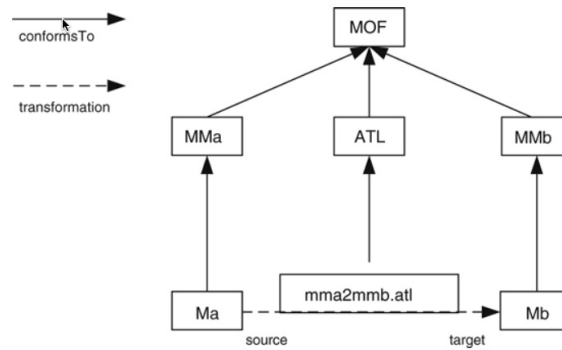 MOF
conformsTo
transformation
MMa
ATL
MMb
mma2mmb.atl
Ma
Mb
source
target